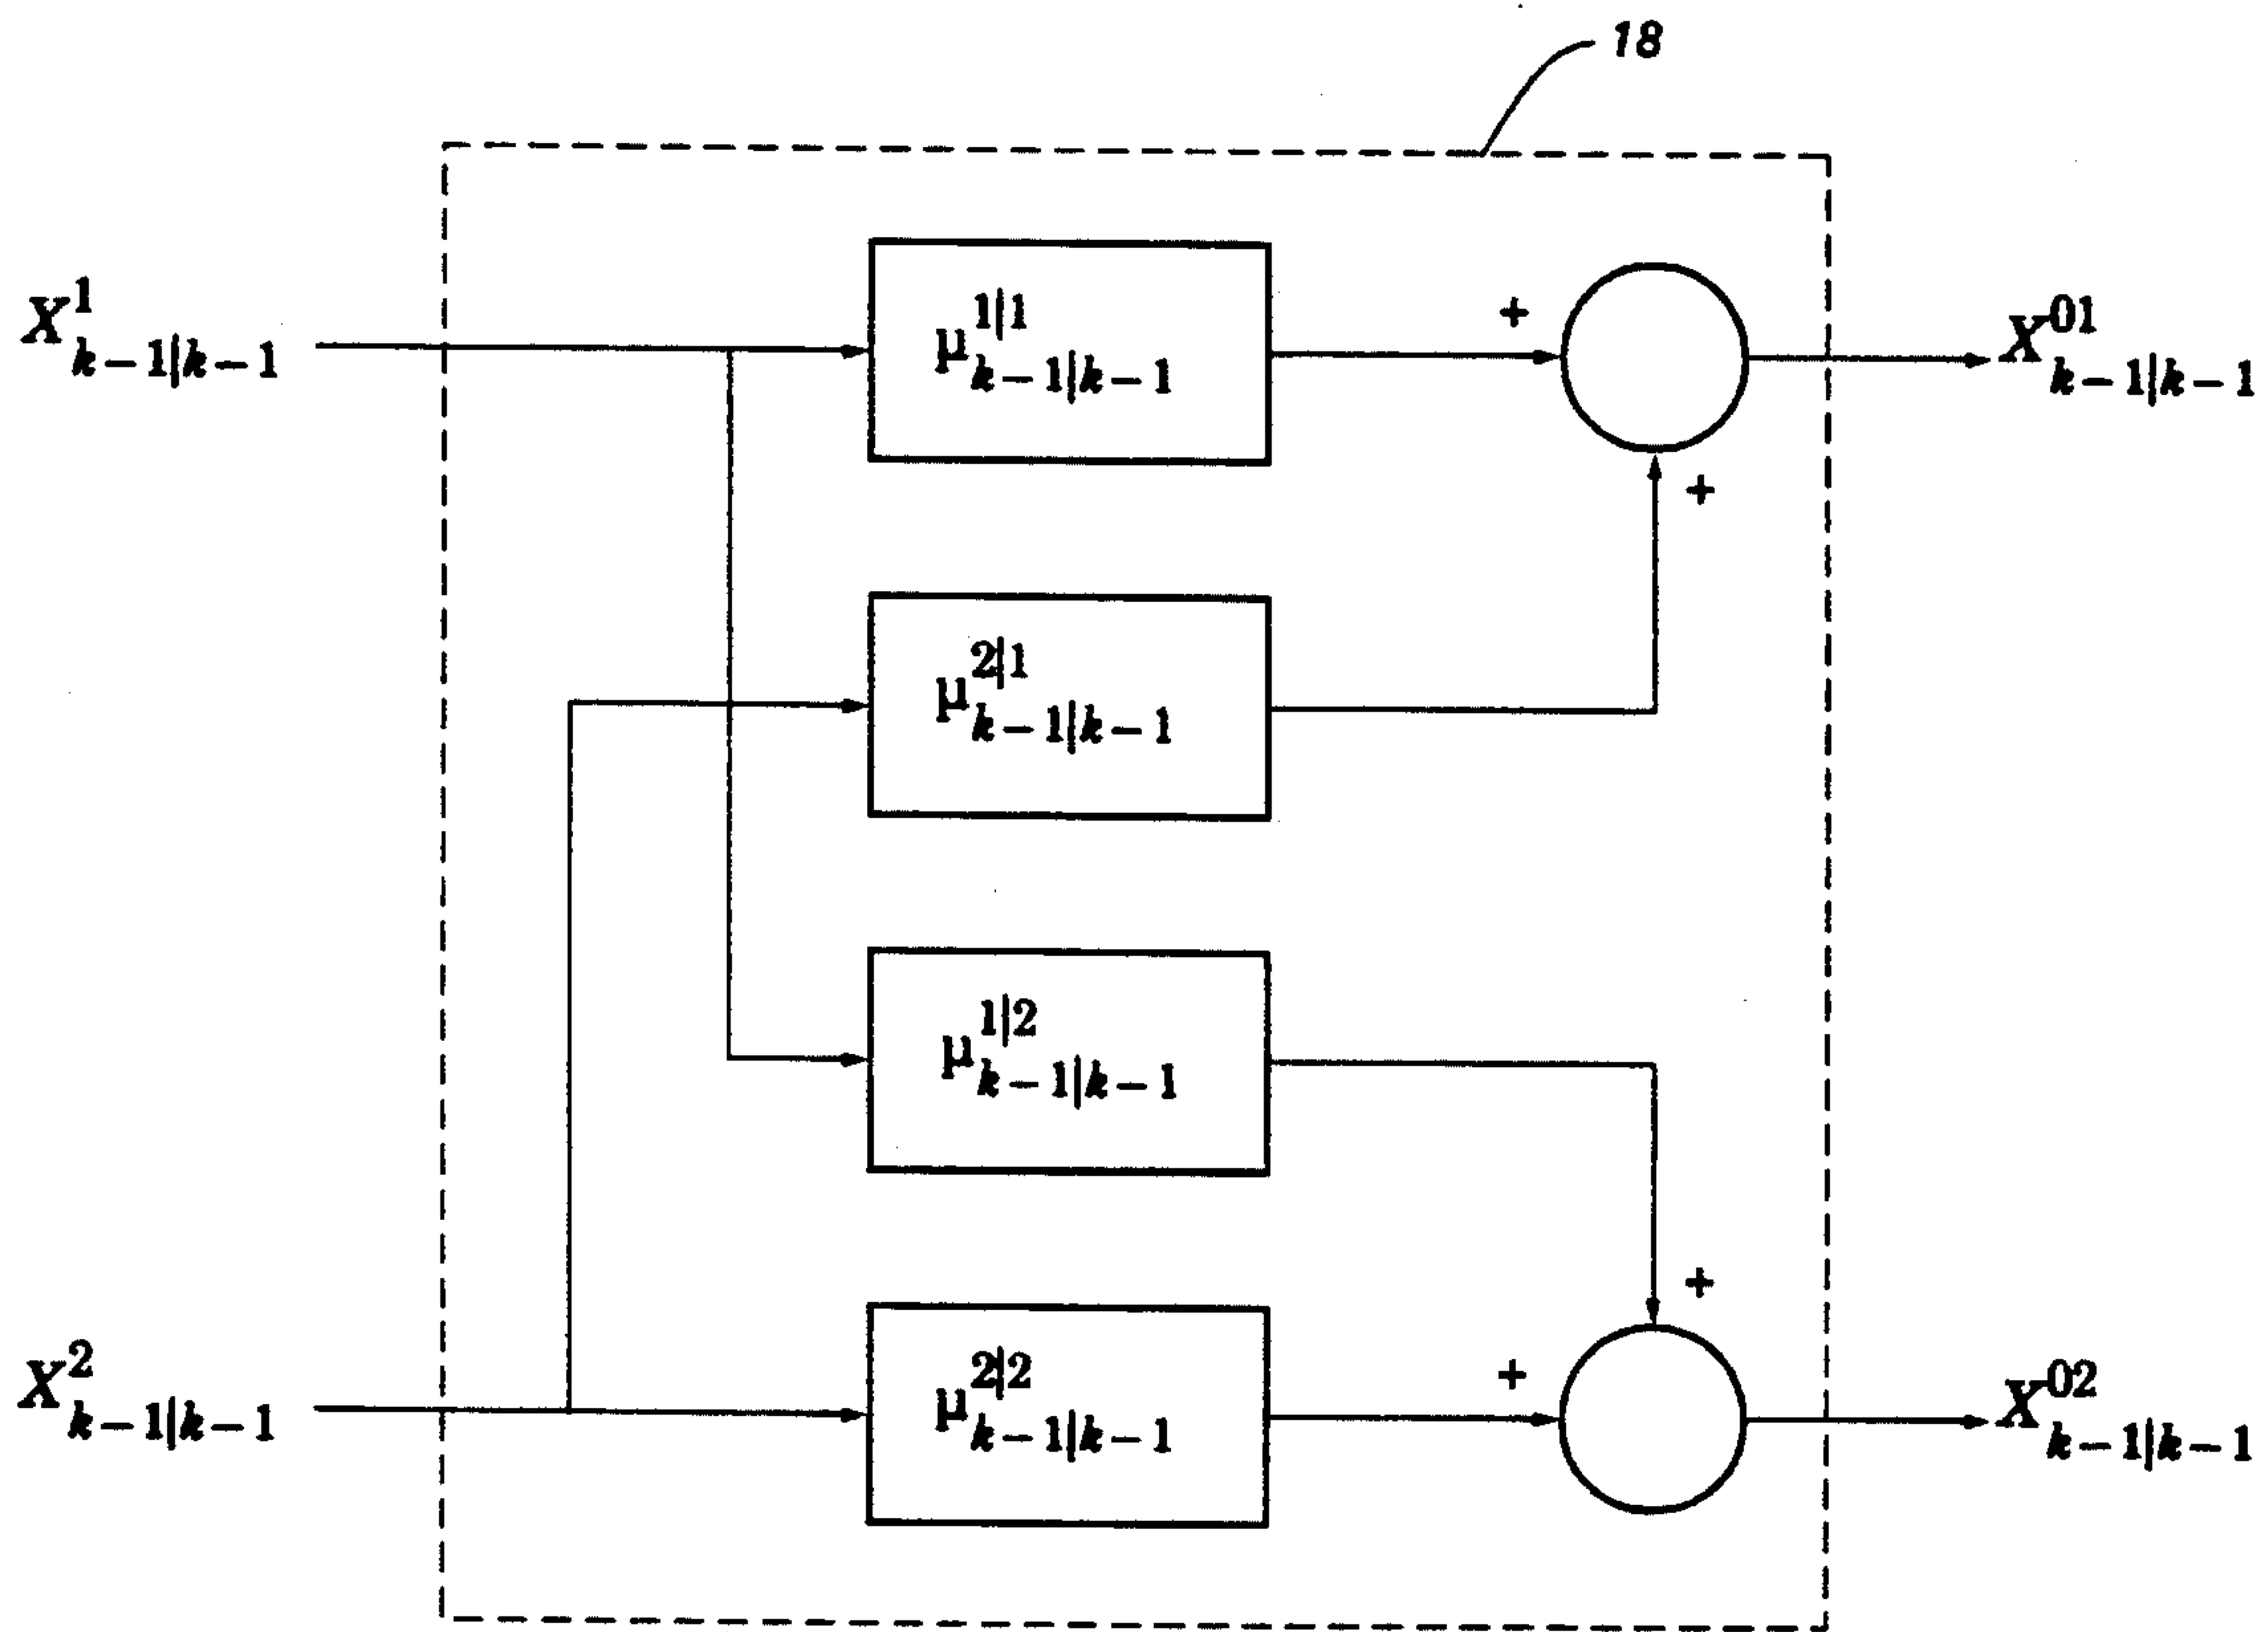 18
X^1_{k-1|k-1}
μ^{1|1}_{k-1|k-1}
+
X^{01}_{k-1|k-1}
+
μ^{2|1}_{k-1|k-1}
μ^{1|2}_{k-1|k-1}
+
X^2_{k-1|k-1}
μ^{2|2}_{k-1|k-1}
+
X^{02}_{k-1|k-1}